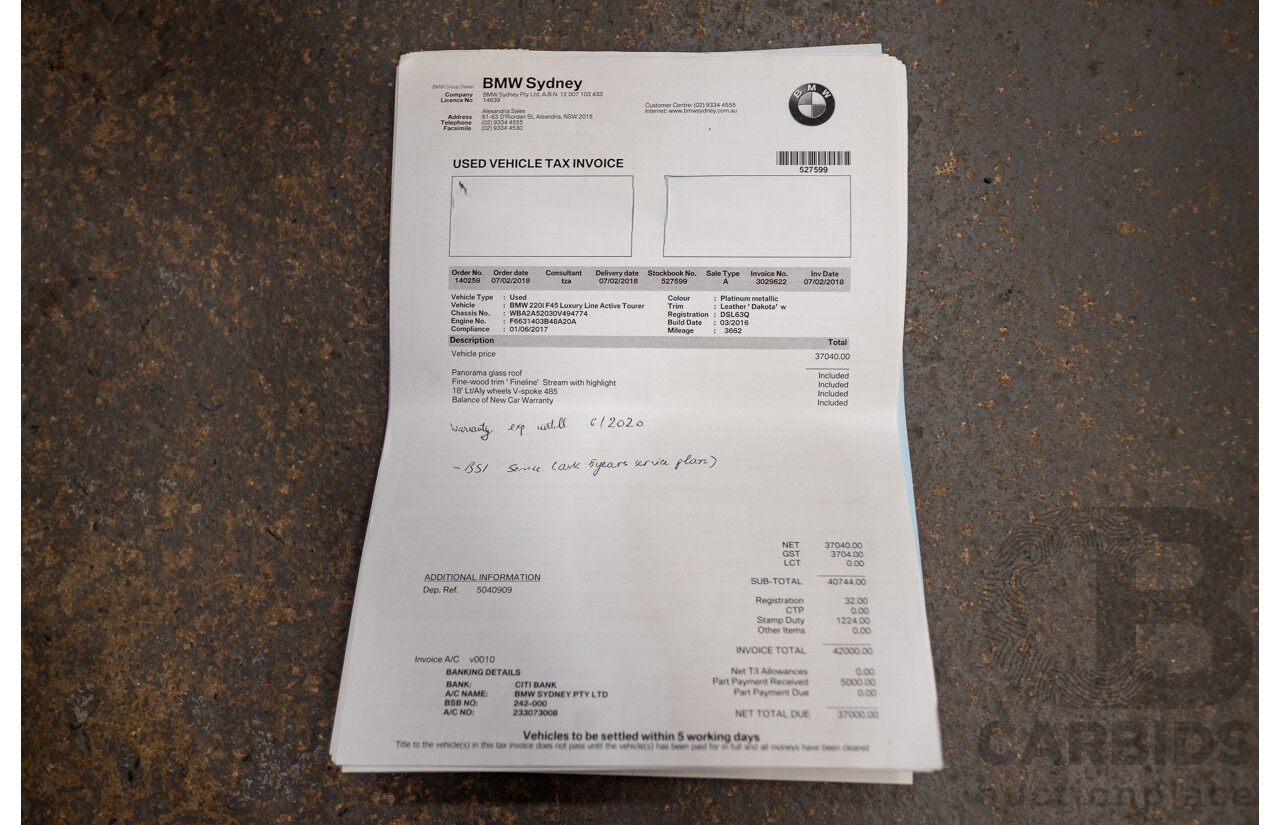 BMW Group Dealer BMW Sydney
Company BMW Sydney Pty Ltd, A.B.N. 12 007 103 433
Licence No 14639
Customer Centre: (02) 9334 4555
Internet: www.bmwsydney.com.au
BMW
Alexandria Sales
Address 61-63 O'Riordan St, Aleandria, NSW 2015
Telephone (02) 9334 4555
Facsimile (02) 9334 4530
USED VEHICLE TAX INVOICE
527599
Order No. Order date Consultant Delivery date Stockbook No. Sale Type Invoice No. Inv Date
140259 07/02/2018 tza 07/02/2018 527599 A 3029622 07/02/2018
Vehicle Type : Used Colour : Platinum metallic
Vehicle : BMW 220i F45 Luxury Line Active Tourer Trim : Leather ' Dakota' w
Chassis No. : WBA2A52030V494774 Registration : DSL63Q
Engine No. : F6631403B48A20A Build Date : 03/2016
Compliance : 01/06/2017 Mileage : 3662
Description Total
Vehicle price 37040.00
Panorama glass roof Included
Fine-wood trim ' Fineline' Stream with highlight Included
18' Lt/Aly wheels V-spoke 485 Included
Balance of New Car Warranty Included
Warranty exp until 6/2020
- BSI Service (ask 5years service plan)
NET 37040.00
GST 3704.00
LCT 0.00
ADDITIONAL INFORMATION
SUB-TOTAL 40744.00
Dep. Ref. 5040909
Registration 32.00
CTP 0.00
Stamp Duty 1224.00
Other Items 0.00
INVOICE TOTAL 42000.00
Invoice A/C v0010
BANKING DETAILS
BANK: CITI BANK
A/C NAME: BMW SYDNEY PTY LTD
BSB NO: 242-000
A/C NO: 233073008
Net T/I Allowances 0.00
Part Payment Received 5000.00
Part Payment Due 0.00
NET TOTAL DUE 37000.00
Vehicles to be settled within 5 working days
Title to the vehicle(s) in this tax invoice does not pass until the vehicle(s) has been paid for in full and all moneys have been cleared
B
CARBIDS
auctionplace